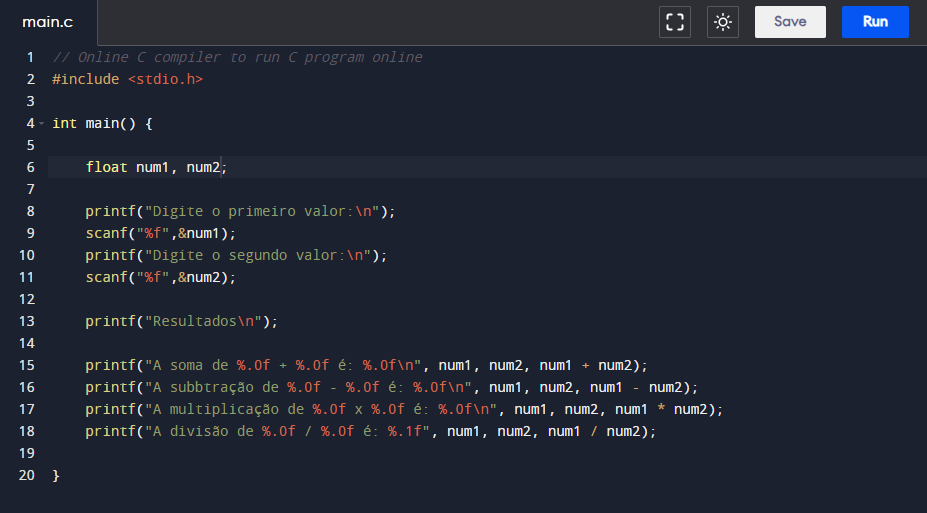 main.c
Save
Run
1 // Online C compiler to run C program online
2 #include <stdio.h>
3
4 int main() {
5
6     float num1, num2;
7
8     printf("Digite o primeiro valor:\n");
9     scanf("%f",&num1);
10     printf("Digite o segundo valor:\n");
11     scanf("%f",&num2);
12
13     printf("Resultados\n");
14
15     printf("A soma de %.0f + %.0f é: %.0f\n", num1, num2, num1 + num2);
16     printf("A subbtração de %.0f - %.0f é: %.0f\n", num1, num2, num1 - num2);
17     printf("A multiplicação de %.0f x %.0f é: %.0f\n", num1, num2, num1 * num2);
18     printf("A divisão de %.0f / %.0f é: %.1f", num1, num2, num1 / num2);
19
20 }